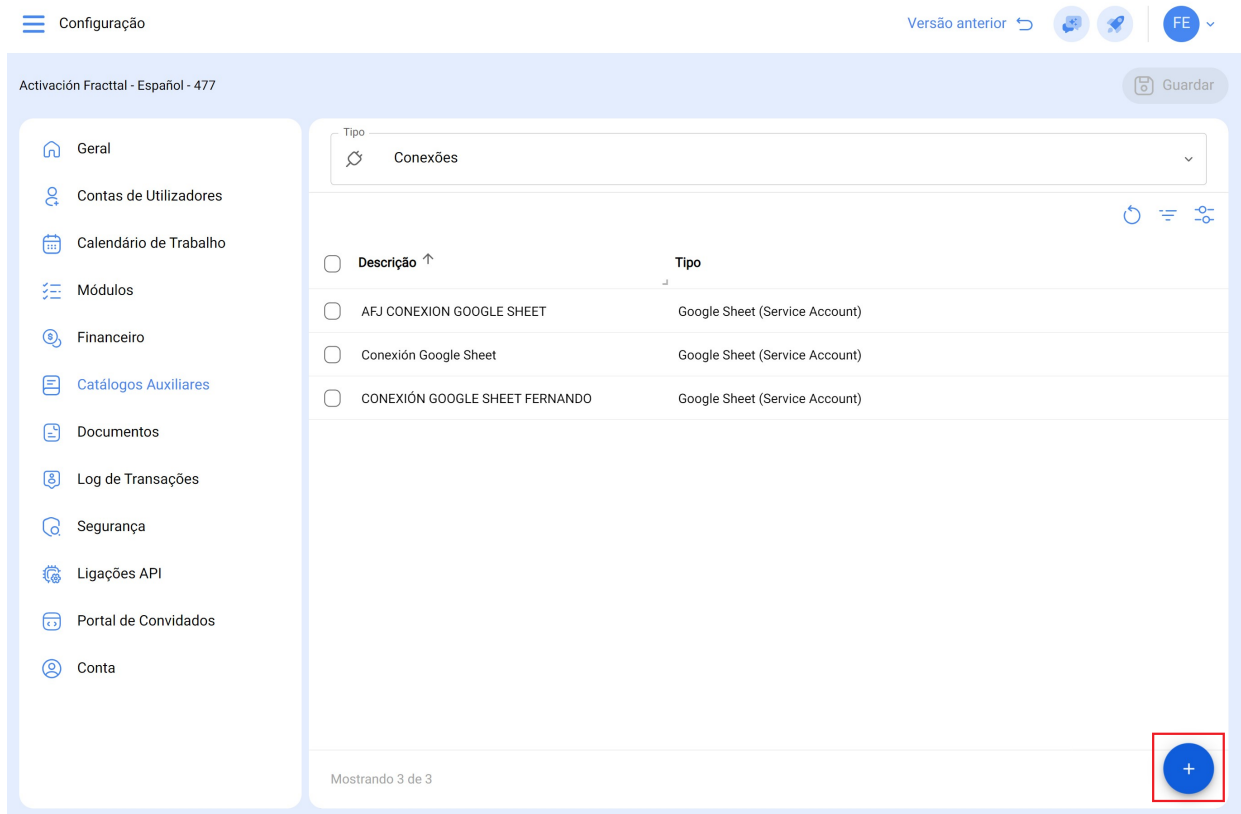 Configuração
Versão anterior
FE
Activación Fracttal - Español - 477
Guardar
Geral
Contas de Utilizadores
Calendário de Trabalho
Módulos
Financeiro
Catálogos Auxiliares
Documentos
Log de Transações
Segurança
Ligações API
Portal de Convidados
Conta
Tipo
Conexões
Descrição Tipo
AFJ CONEXION GOOGLE SHEET Google Sheet (Service Account)
Conexión Google Sheet Google Sheet (Service Account)
CONEXIÓN GOOGLE SHEET FERNANDO Google Sheet (Service Account)
Mostrando 3 de 3